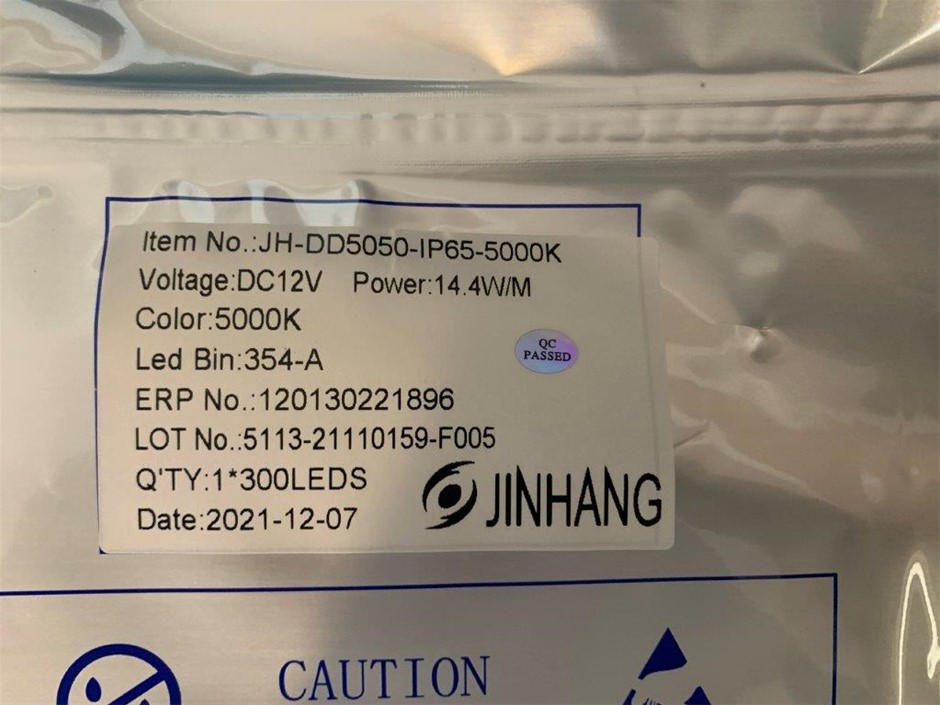 Item No.:JH-DD5050-IP65-5000K
Voltage:DC12V Power:14.4W/M
Color:5000K
QC
PASSED
Led Bin:354-A
ERP No.:120130221896
LOT No.:5113-21110159-F005
Q'TY:1*300LEDS
JINHANG
Date:2021-12-07
CAUTION